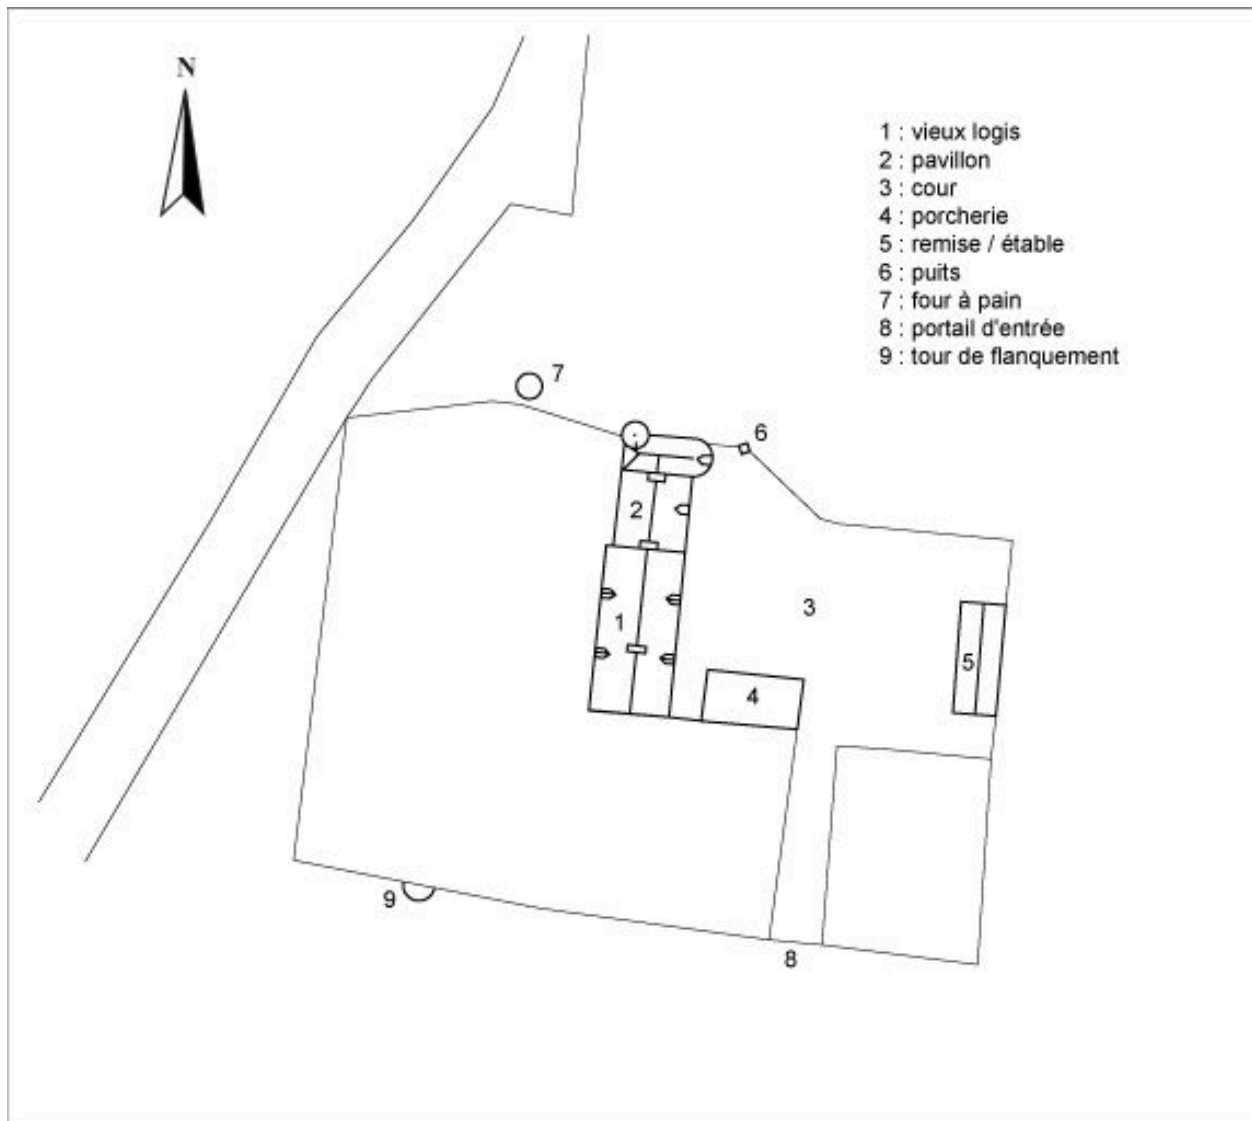 N
1 : vieux logis
2 : pavillon
3 : cour
4 : porcherie
5 : remise / étable
6 : puits
7 : four à pain
8 : portail d'entrée
9 : tour de flanquement
7
6
2
3
1
5
4
9
8